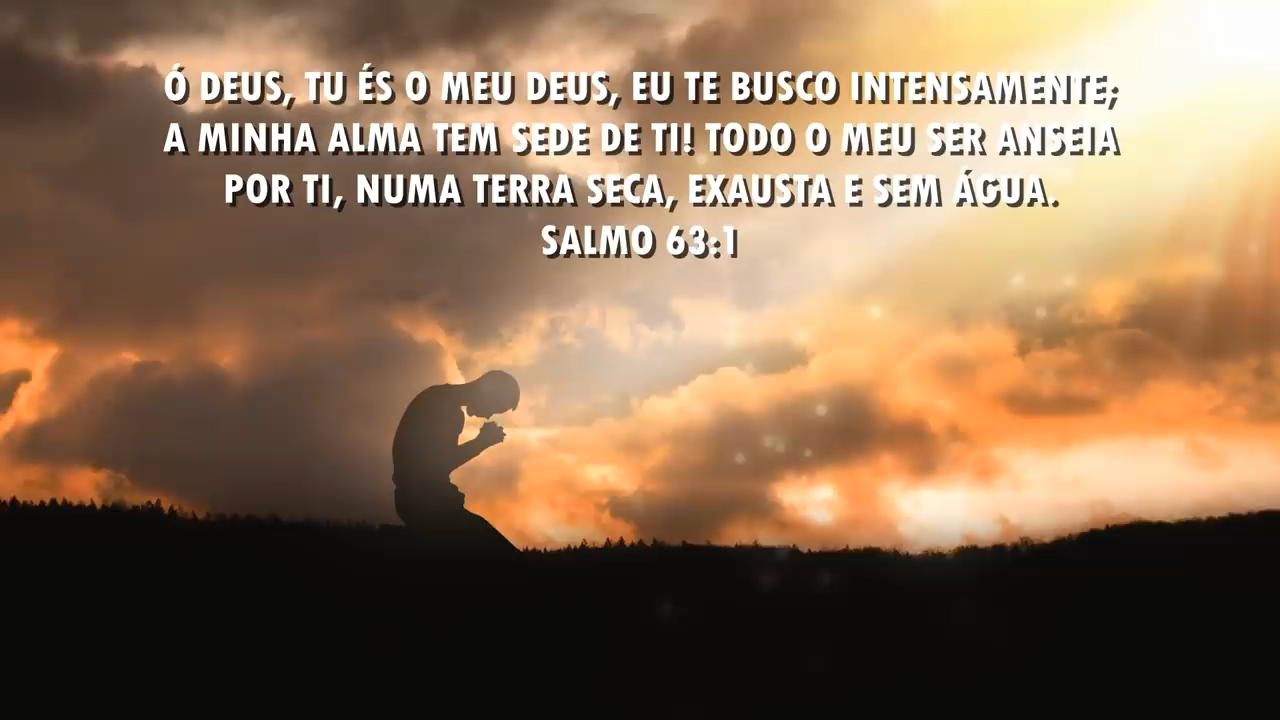 Ó DEUS, TU ÉS O MEU DEUS, EU TE BUSCO INTENSAMENTE;
A MINHA ALMA TEM SEDE DE TI! TODO O MEU SER ANSEIA
POR TI, NUMA TERRA SECA, EXAUSTA E SEM ÁGUA.
SALMO 63:1